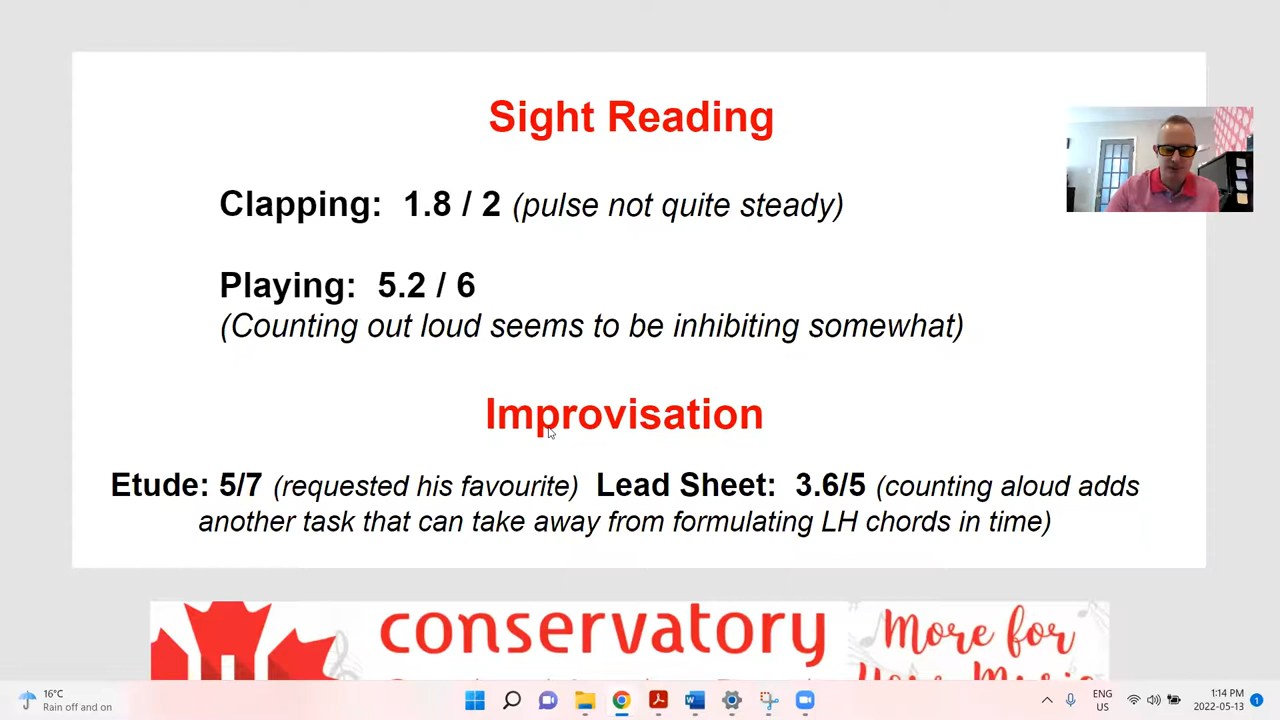 Sight Reading
Clapping: 1.8 / 2 (pulse not quite steady)
Playing: 5.2 / 6
(Counting out loud seems to be inhibiting somewhat)
Improvisation
Etude: 5/7 (requested his favourite) Lead Sheet: 3.6/5 (counting aloud adds
another task that can take away from formulating LH chords in time)
conservatory
More for
Your Music
16°C
Rain off and on
ENG
US
1:14 PM
2022-05-13
1